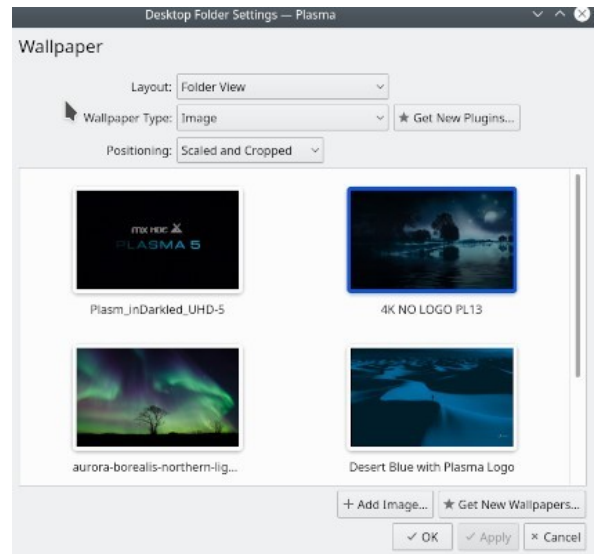 Desktop Folder Settings — Plasma
Wallpaper
Layout: Folder View
Wallpaper Type: Image ★ Get New Plugins...
Positioning: Scaled and Cropped
PLASMA 5
Plasm_inDarkled_UHD-5 4K NO LOGO PL13
aurora-borealis-northern-lig... Desert Blue with Plasma Logo
+ Add Image... ★ Get New Wallpapers...
✓ OK ✓ Apply × Cancel